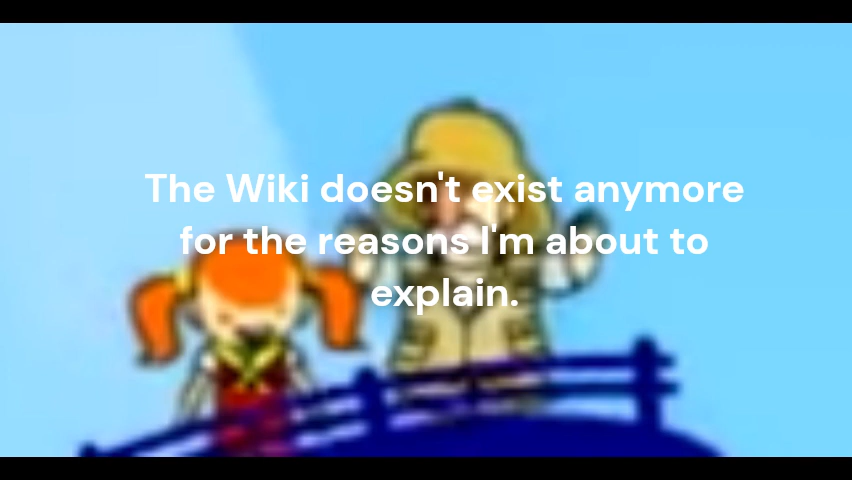 The Wiki doesn't exist anymore
for the reasons I'm about to
explain.